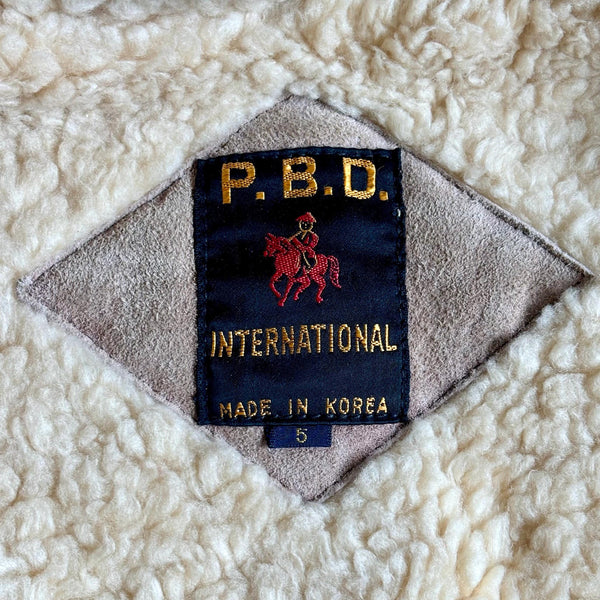 P.B.D.
INTERNATIONAL
MADE IN KOREA
5